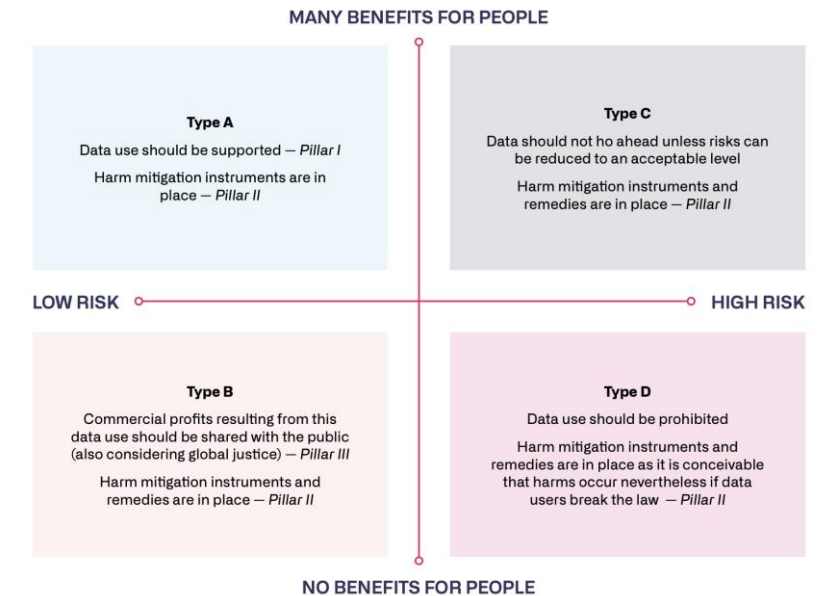 MANY BENEFITS FOR PEOPLE
Type A
Data use should be supported — Pillar I
Harm mitigation instruments are in
place — Pillar II
Type C
Data should not ho ahead unless risks can
be reduced to an acceptable level
Harm mitigation instruments and
remedies are in place — Pillar II
LOW RISK
HIGH RISK
Type B
Commercial profits resulting from this
data use should be shared with the public
(also considering global justice) — Pillar III
Harm mitigation instruments and
remedies are in place — Pillar II
Type D
Data use should be prohibited
Harm mitigation instruments and
remedies are in place as it is conceivable
that harms occur nevertheless if data
users break the law — Pillar II
NO BENEFITS FOR PEOPLE